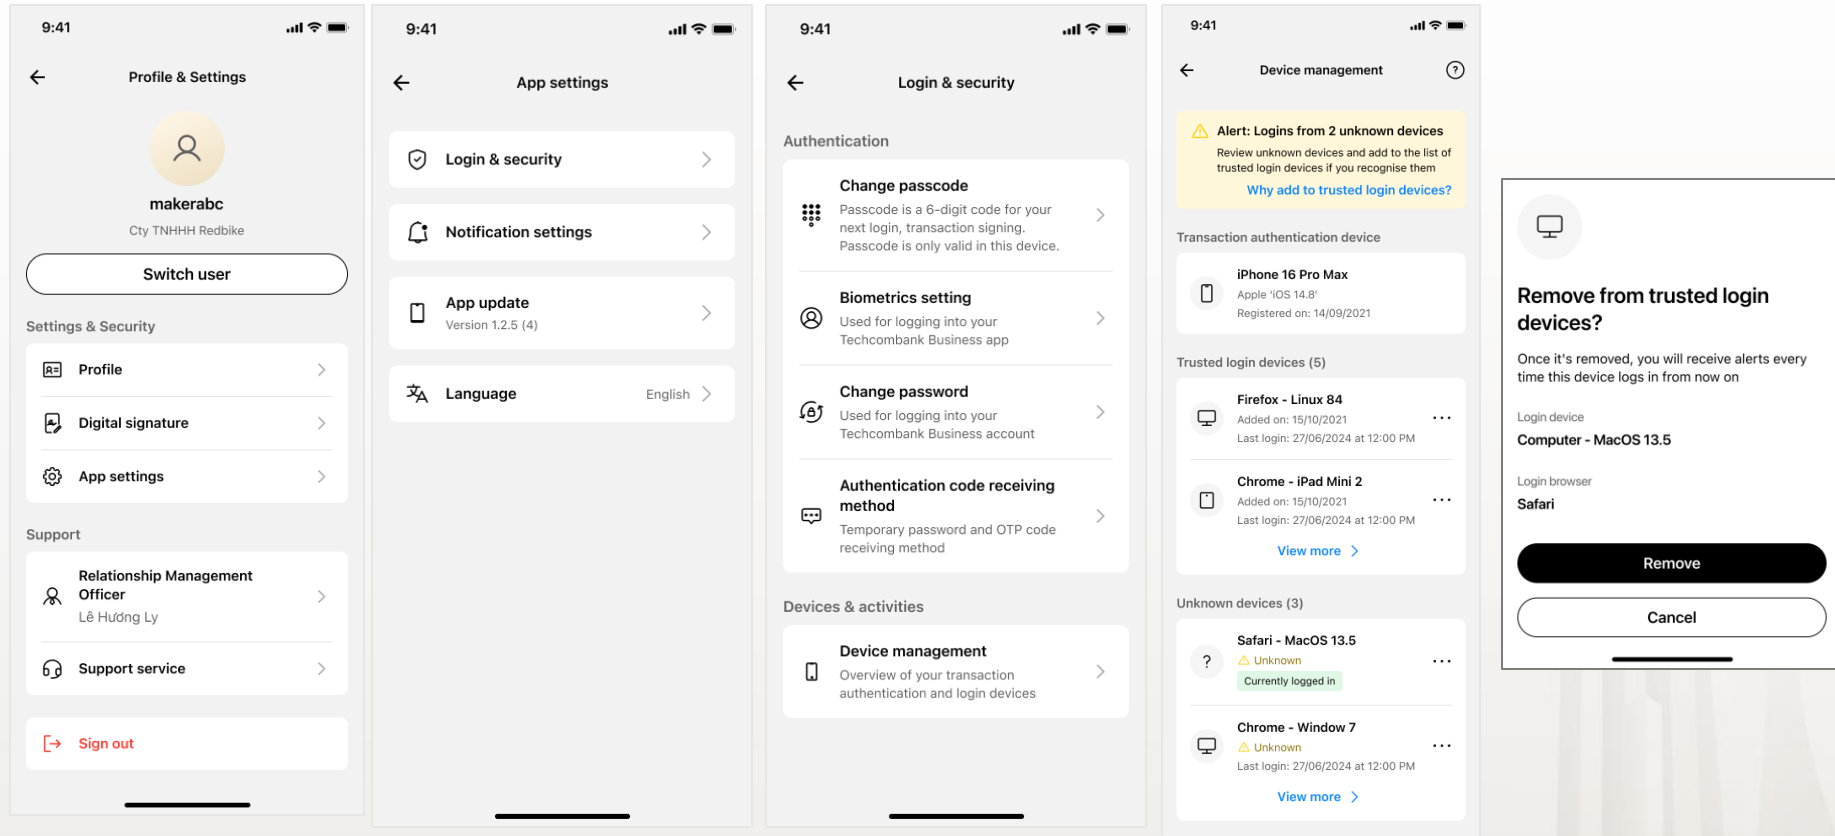 9:41
Profile & Settings
makerabc
Cty TNHHH Redbike
Switch user
Settings & Security
Profile
Digital signature
App settings
Support
Relationship Management
Officer
Lê Hương Ly
Support service
Sign out
9:41
App settings
Login & security
Notification settings
App update
Version 1.2.5 (4)
Language
English
9:41
Login & security
Authentication
Change passcode
Passcode is a 6-digit code for your
next login, transaction signing.
Passcode is only valid in this device.
Biometrics setting
Used for logging into your
Techcombank Business app
Change password
Used for logging into your
Techcombank Business account
Authentication code receiving
method
Temporary password and OTP code
receiving method
Devices & activities
Device management
Overview of your transaction
authentication and login devices
9:41
Device management
?
Alert: Logins from 2 unknown devices
Review unknown devices and add to the list of
trusted login devices if you recognise them
Why add to trusted login devices?
Transaction authentication device
iPhone 16 Pro Max
Apple ‘iOS 14.8’
Registered on: 14/09/2021
Trusted login devices (5)
Firefox - Linux 84
Added on: 15/10/2021
Last login: 27/06/2024 at 12:00 PM
Chrome - iPad Mini 2
Added on: 15/10/2021
Last login: 27/06/2024 at 12:00 PM
View more
Unknown devices (3)
?
Safari - MacOS 13.5
Unknown
Currently logged in
Chrome - Window 7
Unknown
Last login: 27/06/2024 at 12:00 PM
View more
Remove from trusted login
devices?
Once it's removed, you will receive alerts every
time this device logs in from now on
Login device
Computer - MacOS 13.5
Login browser
Safari
Remove
Cancel